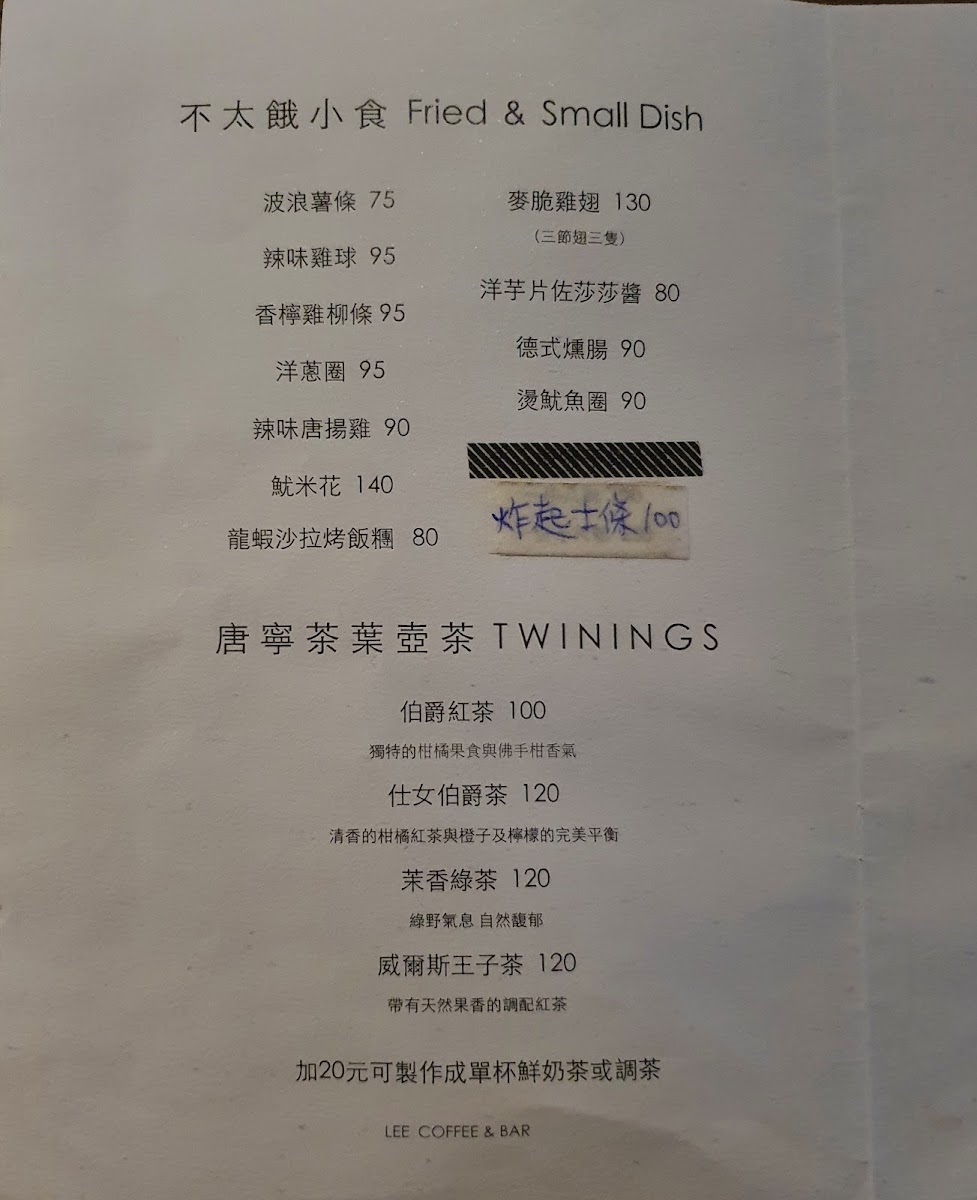 不太餓小食 Fried & Small Dish
波浪薯條 75
辣味雞球 95
香檸雞柳條 95
洋蔥圈 95
辣味唐揚雞 90
魷米花 140
龍蝦沙拉烤飯糰 80
麥脆雞翅 130
(三節翅三隻)
洋芋片佐莎莎醬 80
德式燻腸 90
燙魷魚圈 90
炸起士條 100
唐寧茶葉壺茶 TWININGS
伯爵紅茶 100
獨特的柑橘果食與佛手柑香氣
仕女伯爵茶 120
清香的柑橘紅茶與橙子及檸檬的完美平衡
茉香綠茶 120
綠野氣息 自然馥郁
威爾斯王子茶 120
帶有天然果香的調配紅茶
加20元可製作成單杯鮮奶茶或調茶
LEE COFFEE & BAR